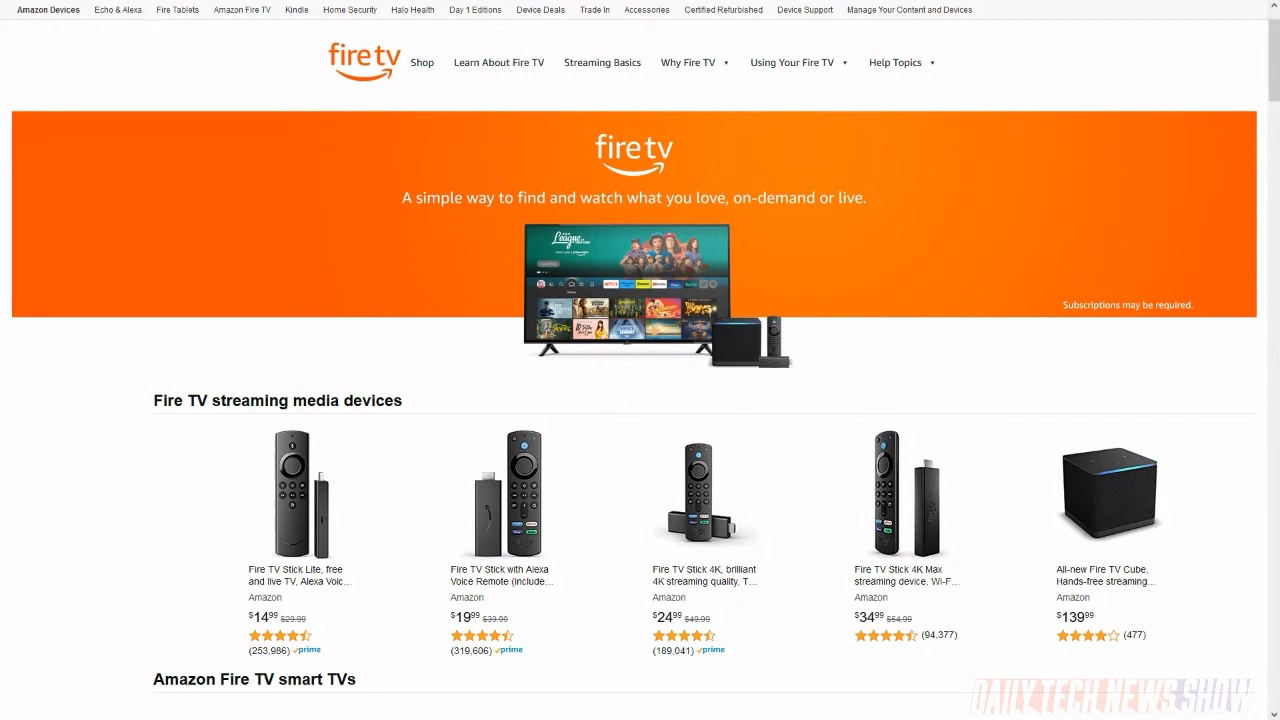 Amazon Devices Echo & Alexa Fire Tablets Amazon Fire TV Kindle Home Security Halo Health Day 1 Editions Device Deals Trade In Accessories Certified Refurbished Device Support Manage Your Content and Devices
fire tv Shop Learn About Fire TV Streaming Basics Why Fire TV Using Your Fire TV Help Topics
fire tv
A simple way to find and watch what you love, on-demand or live.
League
Subscriptions may be required.
Fire TV streaming media devices
Fire TV Stick Lite, free
and live TV, Alexa Voic...
Amazon
$14.99 $29.99
(253,986) prime
Fire TV Stick with Alexa
Voice Remote (include...
Amazon
$19.99 $39.99
(319,606) prime
Fire TV Stick 4K, brilliant
4K streaming quality, T...
Amazon
$24.99 $49.99
(189,041) prime
Fire TV Stick 4K Max
streaming device, Wi-F...
Amazon
$34.99 $54.99
(94,377)
All-new Fire TV Cube,
Hands-free streaming...
Amazon
$139.99
(477)
Amazon Fire TV smart TVs
DAILY TECH NEWS SHOW